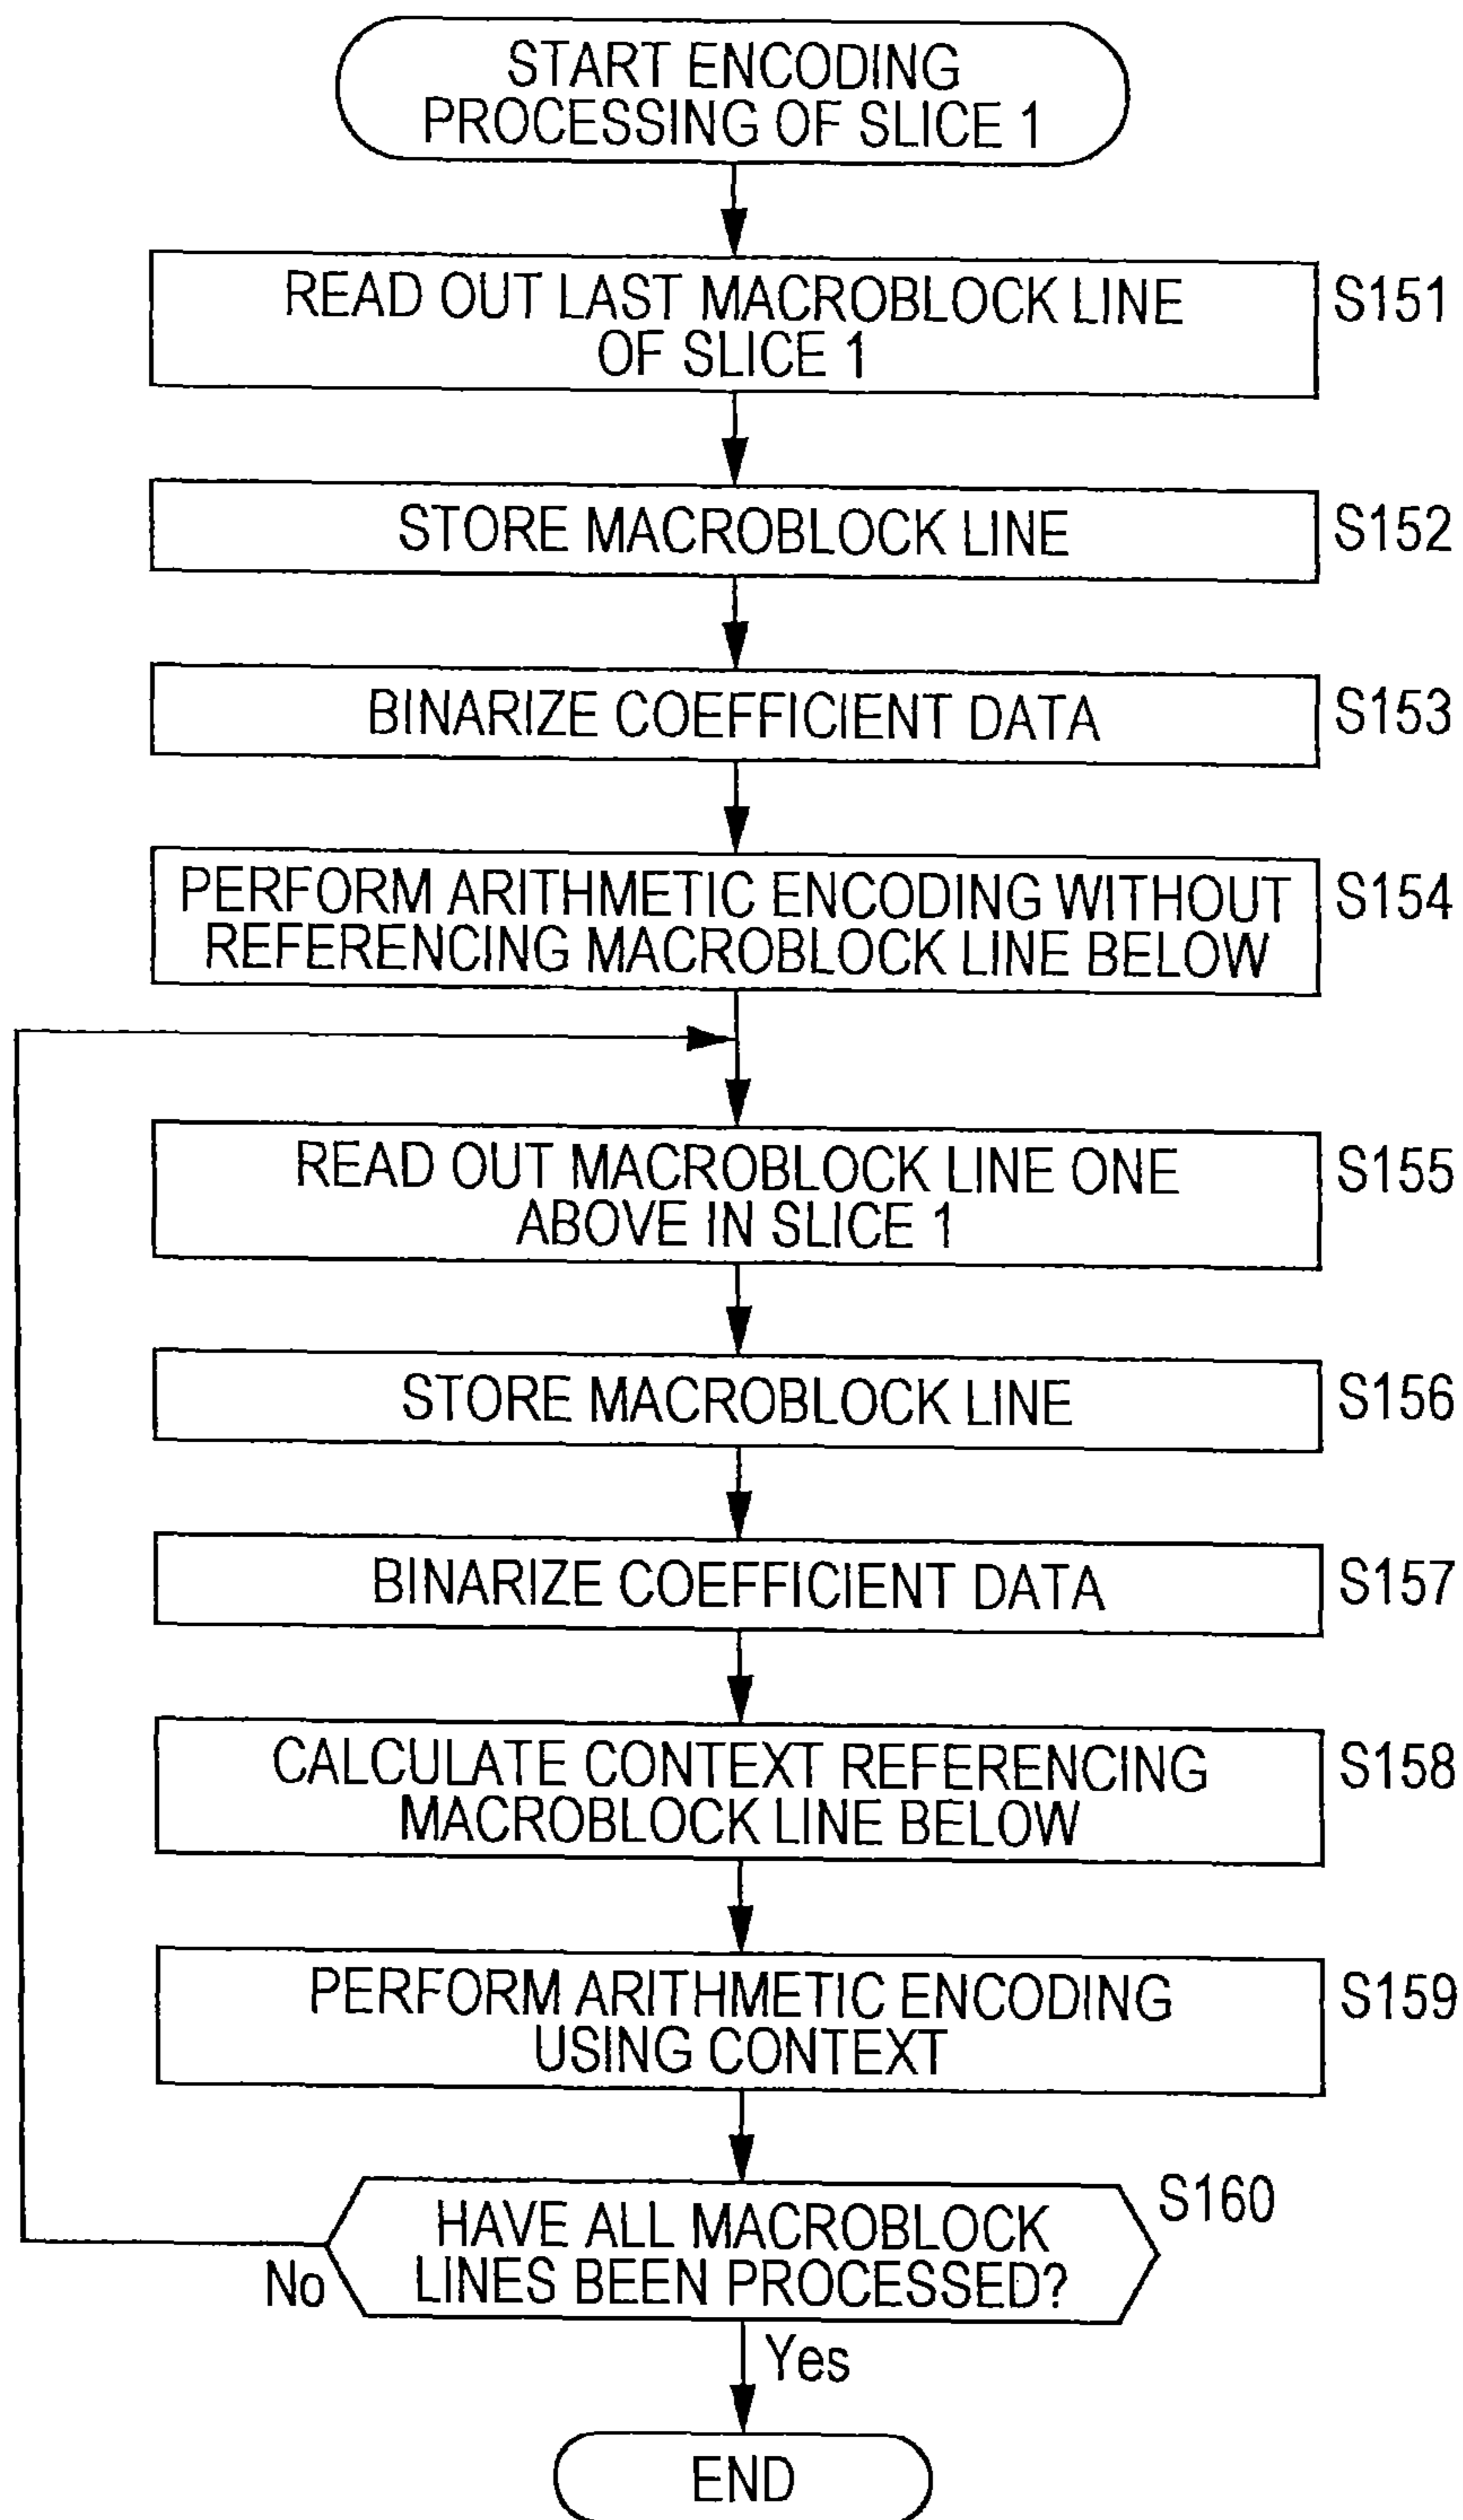 START ENCODING
PROCESSING OF SLICE 1
READ OUT LAST MACROBLOCK LINE
OF SLICE 1
S151
STORE MACROBLOCK LINE
S152
BINARIZE COEFFICIENT DATA
S153
PERFORM ARITHMETIC ENCODING WITHOUT
REFERENCING MACROBLOCK LINE BELOW
S154
READ OUT MACROBLOCK LINE ONE
ABOVE IN SLICE 1
S155
STORE MACROBLOCK LINE
S156
BINARIZE COEFFICIENT DATA
S157
CALCULATE CONTEXT REFERENCING
MACROBLOCK LINE BELOW
S158
PERFORM ARITHMETIC ENCODING
USING CONTEXT
S159
HAVE ALL MACROBLOCK
LINES BEEN PROCESSED?
S160
No
Yes
END